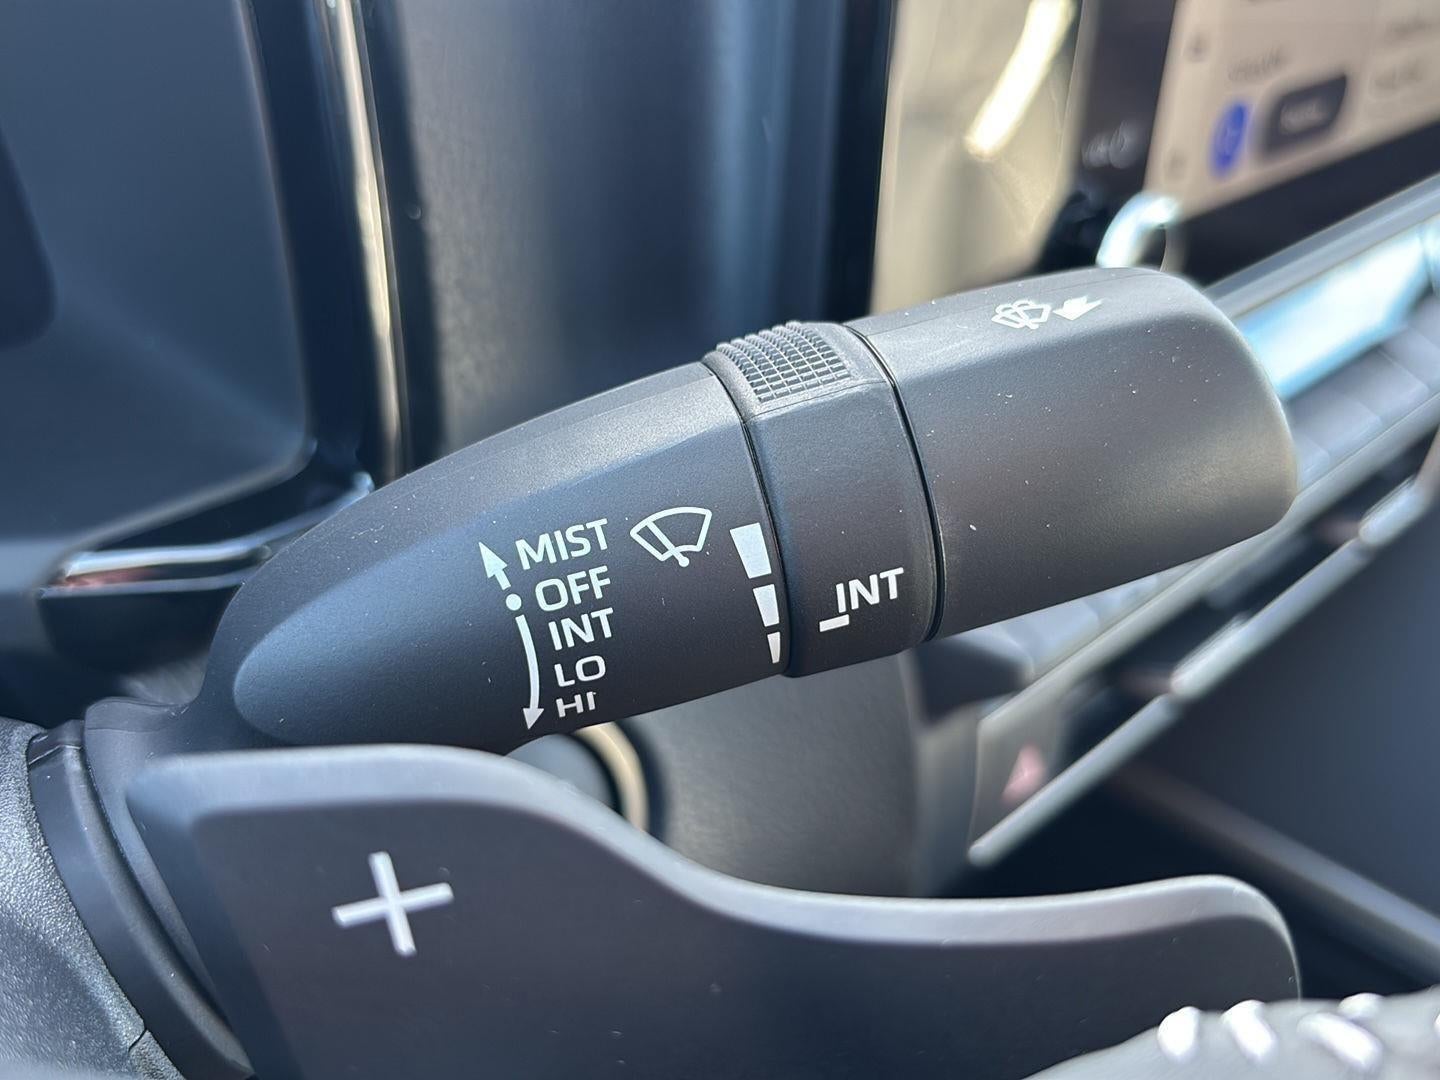 MIST
OFF
INT
LO
HI
INT
+